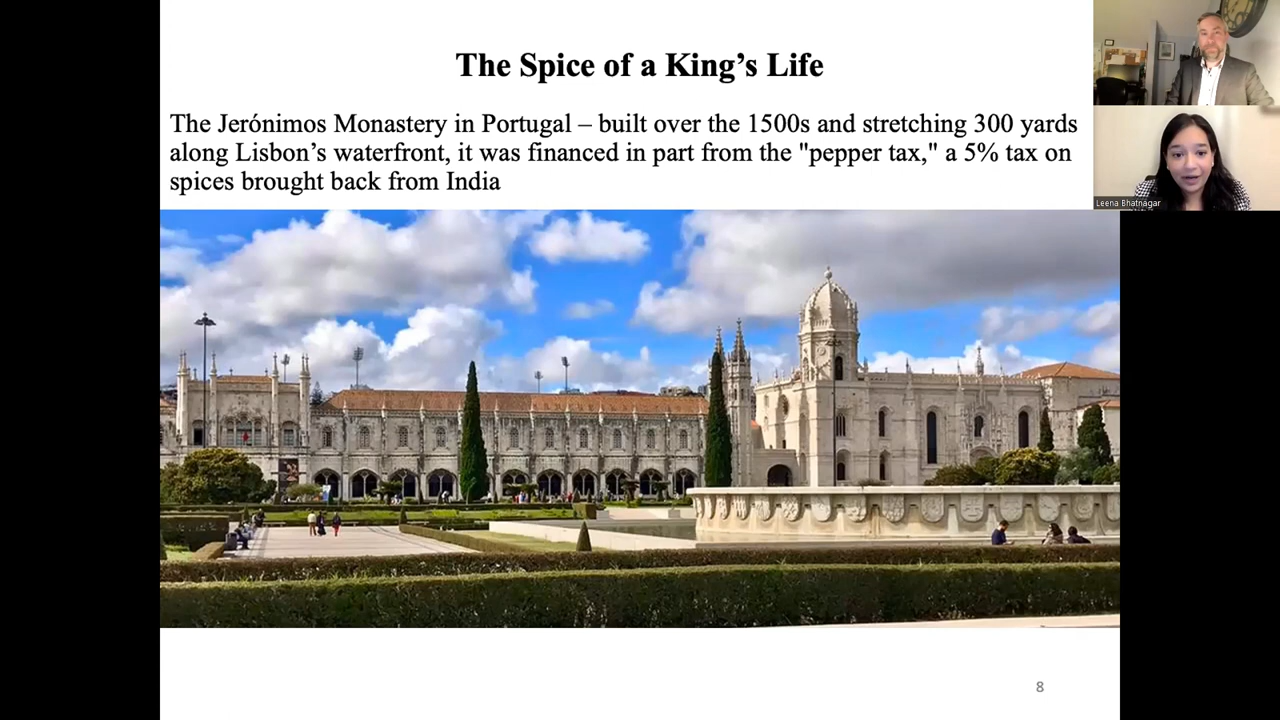 The Spice of a King’s Life
The Jerónimos Monastery in Portugal – built over the 1500s and stretching 300 yards
along Lisbon’s waterfront, it was financed in part from the "pepper tax," a 5% tax on
spices brought back from India
Leena Bhatnagar
8